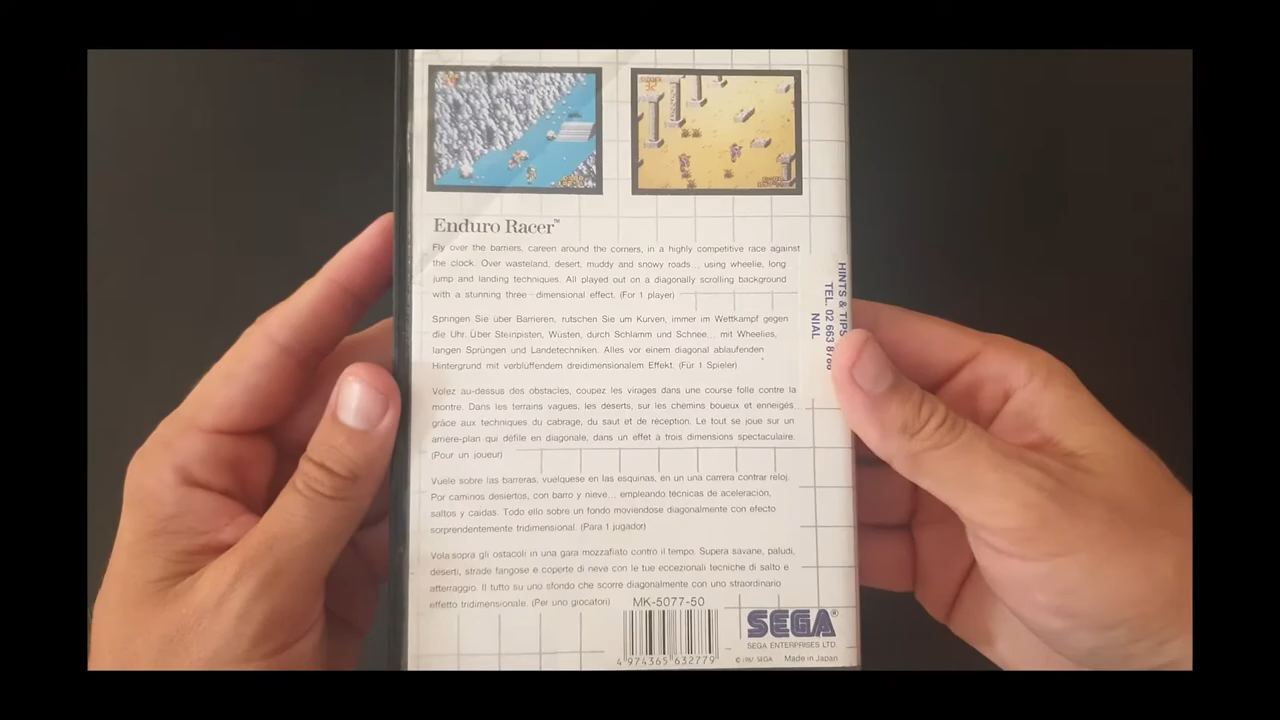 Enduro Racer™
Fly over the barriers, careen around the corners, in a highly competitive race against
the clock. Over wasteland, desert, muddy and snowy roads... using wheelie, long
jump and landing techniques. All played out on a diagonally scrolling background
with a stunning three-dimensional effect. (For 1 player)
Springen Sie über Barrieren, rutschen Sie um Kurven, immer im Wettkampf gegen
die Uhr. Über Steinpisten, Wüsten, durch Schlamm und Schnee... mit Wheelies,
langen Sprüngen und Landetechniken. Alles vor einem diagonal ablaufenden
Hintergrund mit verblüffendem dreidimensionalem Effekt. (Für 1 Spieler)
Volez au-dessus des obstacles, coupez les virages dans une course folle contre la
montre. Dans les terrains vagues, les déserts, sur les chemins boueux et enneigés...
grâce aux techniques du cabrage, du saut et de réception. Le tout se joue sur un
arrière-plan qui défile en diagonale, dans un effet à trois dimensions spectaculaire.
(Pour un joueur)
Vuele sobre las barreras, vuelquese en las esquinas, en un una carrera contrar reloj.
Por caminos desiertos, con barro y nieve... empleando técnicas de aceleración,
saltos y caidas. Todo ello sobre un fondo moviendose diagonalmente con efecto
sorprendentemente tridimensional. (Para 1 jugador)
Vola sopra gli ostacoli in una gara mozzafiato contro il tempo. Supera savane, paludi,
deserti, strade fangose e coperte di neve con le tue eccezionali tecniche di salto e
atterraggio. Il tutto su uno sfondo che scorre diagonalmente con uno straordinario
effetto tridimensionale. (Per uno giocatori)
MK-5077-50
4 974365 632779
SEGA®
SEGA ENTERPRISES LTD.
© 1987 SEGA Made in Japan
HINTS & TIPS
TEL. 02 663 8766
NIAL